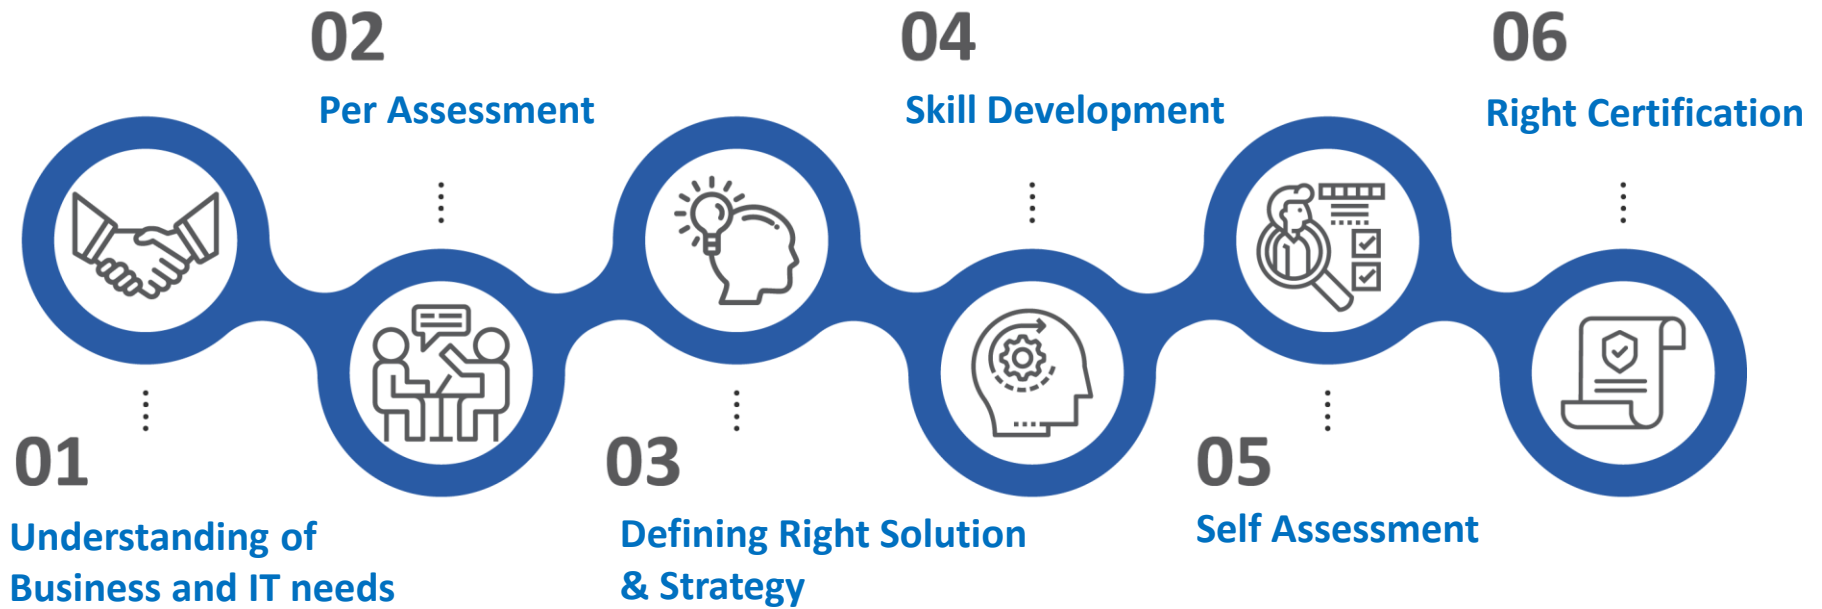 01
Understanding of
Business and IT needs
02
Per Assessment
03
Defining Right Solution
& Strategy
04
Skill Development
05
Self Assessment
06
Right Certification